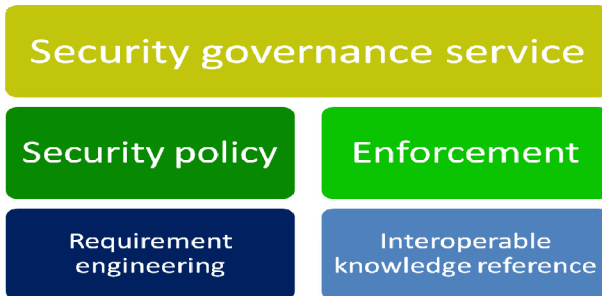 Security governance service
Security policy
Enforcement
Requirement
engineering
Interoperable
knowledge reference